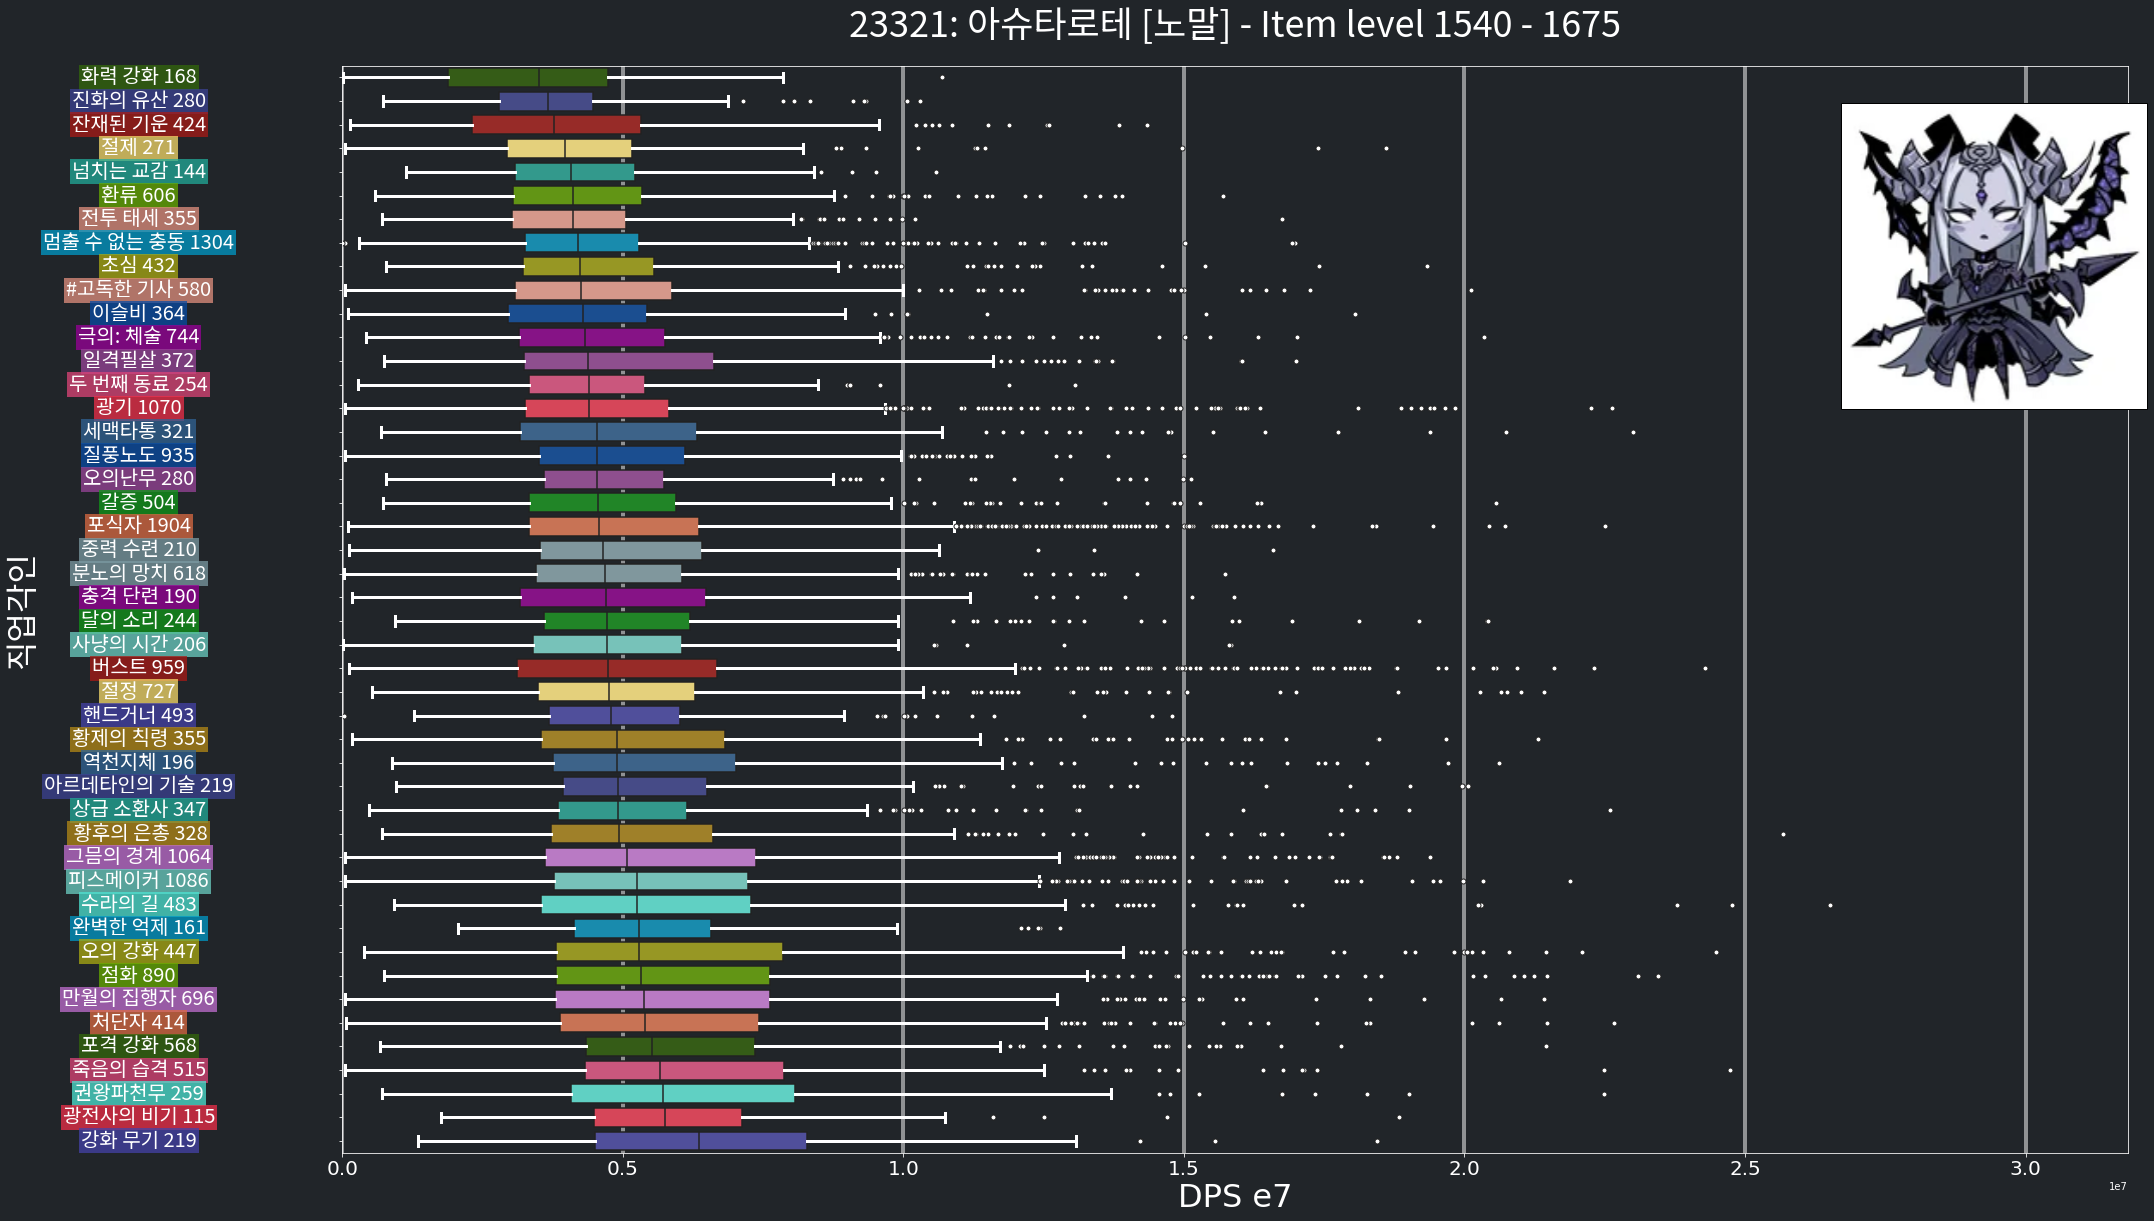 23321: 아슈타로테 [노말] - Item level 1540 - 1675
화력 강화 168
진화의 유산 280
잔재된 기운 424
절제 271
넘치는 교감 144
환류 606
전투 태세 355
멈출 수 없는 충동 1304
초심 432
#고독한 기사 580
이슬비 364
극의: 체술 744
일격필살 372
두 번째 동료 254
광기 1070
세맥타통 321
질풍노도 935
오의난무 280
갈증 504
포식자 1904
중력 수련 210
분노의 망치 618
충격 단련 190
달의 소리 244
사냥의 시간 206
버스트 959
절정 727
핸드거너 493
황제의 칙령 355
역천지체 196
아르데타인의 기술 219
상급 소환사 347
황후의 은총 328
그믐의 경계 1064
피스메이커 1086
수라의 길 483
완벽한 억제 161
오의 강화 447
점화 890
만월의 집행자 696
처단자 414
포격 강화 568
죽음의 습격 515
권왕파천무 259
광전사의 비기 115
강화 무기 219
직업각인
0.0 0.5 1.0 1.5 2.0 2.5 3.0
1e7
DPS e7